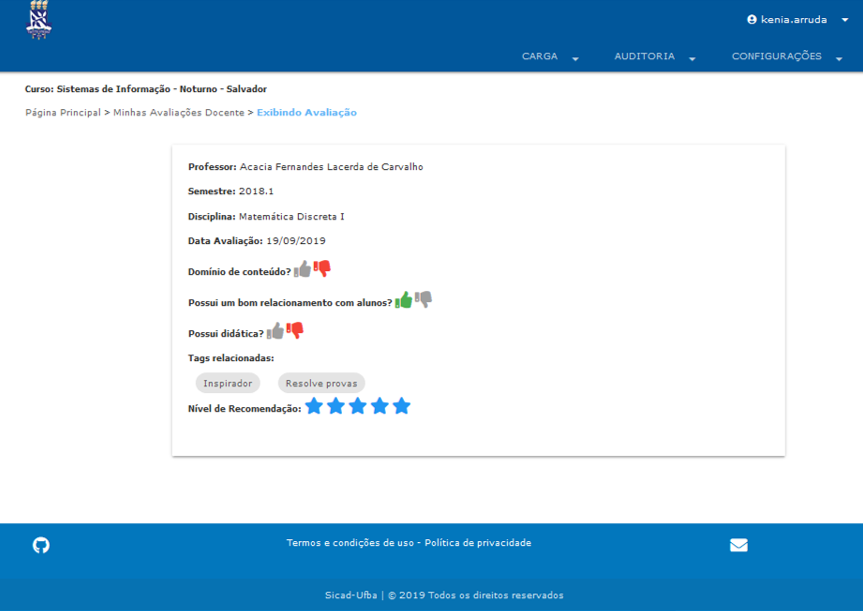 kenia.arruda
CARGA AUDITORIA CONFIGURAÇÕES
Curso: Sistemas de Informação - Noturno - Salvador
Página Principal > Minhas Avaliações Docente > Exibindo Avaliação
Professor: Acacia Fernandes Lacerda de Carvalho
Semestre: 2018.1
Disciplina: Matemática Discreta I
Data Avaliação: 19/09/2019
Domínio de conteúdo?
Possui um bom relacionamento com alunos?
Possui didática?
Tags relacionadas:
Inspirador Resolve provas
Nível de Recomendação:
Termos e condições de uso - Política de privacidade
Sicad-Ufba | © 2019 Todos os direitos reservados